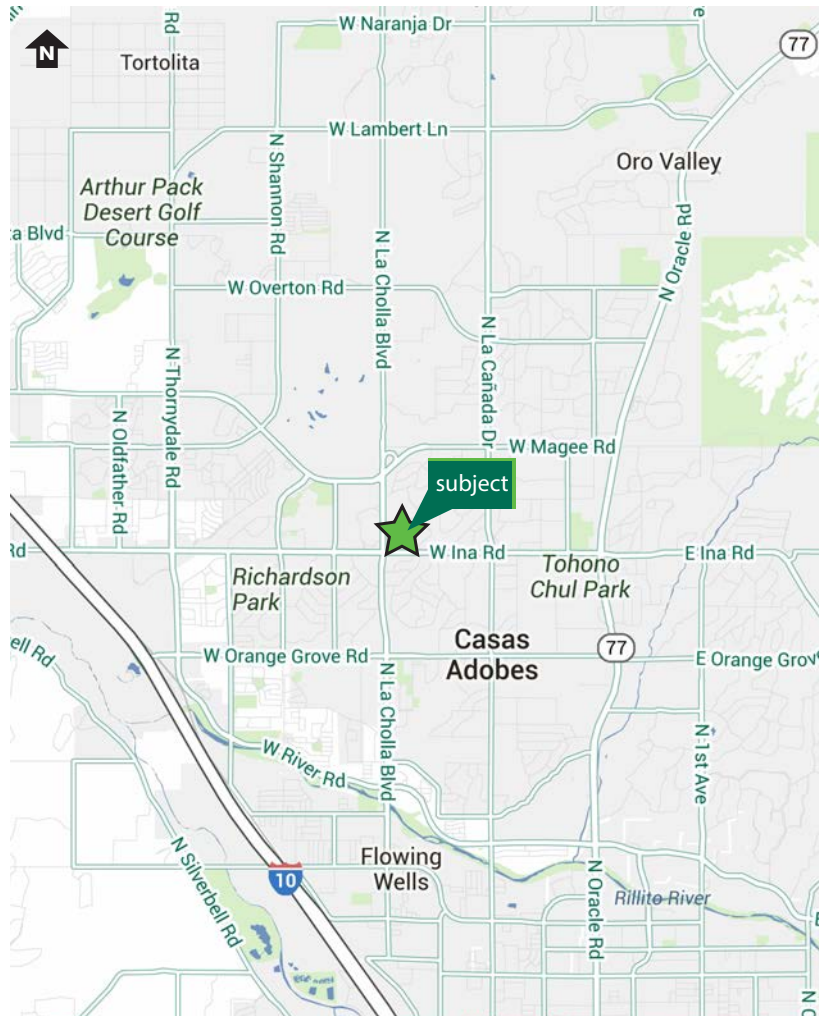 W Naranja Dr
77
N
Rd
Tortolita
W Lambert Ln
N Shannon Rd
Oro Valley
Arthur Pack
Desert Golf
Course
N La Cholla Blvd
N Oracle Rd
W Overton Rd
N La Cañada Dr
N Thornydale Rd
N Oldfather Rd
W Magee Rd
subject
Rd
W Ina Rd
E Ina Rd
Richardson
Park
Tohono
Chul Park
Casas
Adobes
77
W Orange Grove Rd
E Orange Grov
ell Rd
N La Cholla Blvd
N 1st Ave
W River Rd
N Silverbell Rd
Flowing
Wells
10
N Oracle Rd
Rillito River
E
N C